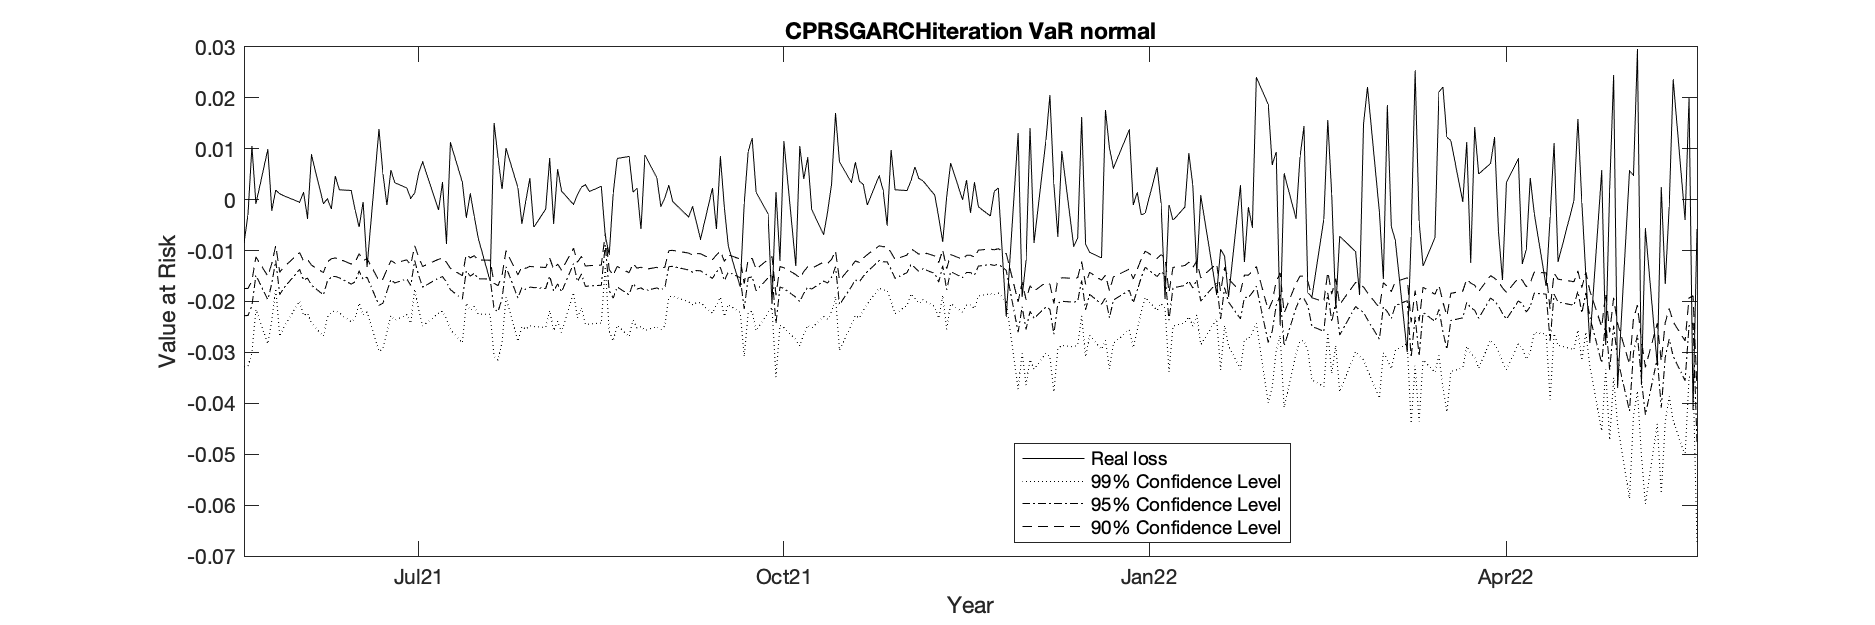 CPRSGARCHiteration VaR normal
0.03
0.02
0.01
0
-0.01
-0.02
-0.03
-0.04
-0.05
-0.06
-0.07
Value at Risk
Real loss
99% Confidence Level
95% Confidence Level
90% Confidence Level
Jul21 Oct21 Jan22 Apr22
Year